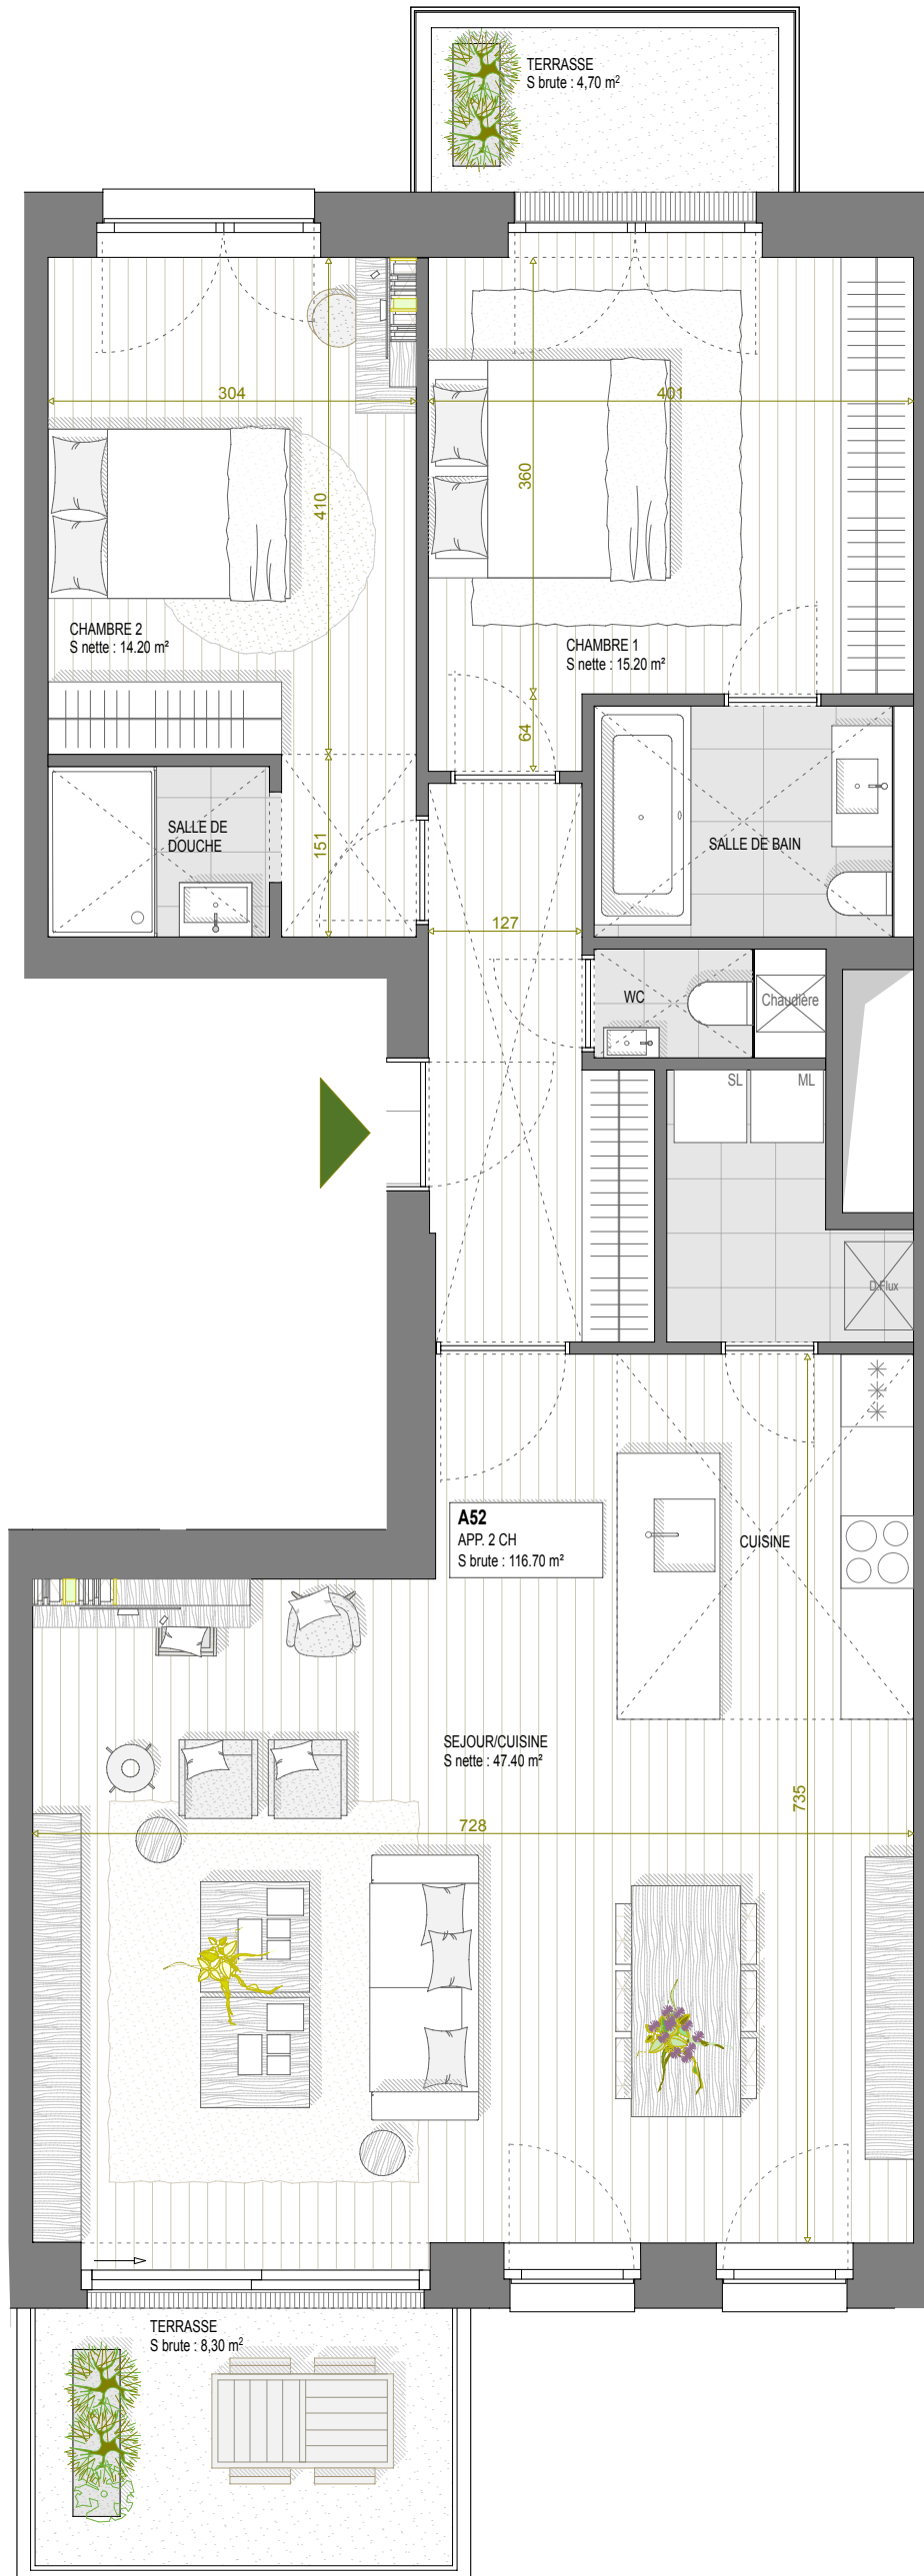 TERRASSE
S brute : 4,70 m²
304
401
410
360
CHAMBRE 2
S nette : 14.20 m²
CHAMBRE 1
S nette : 15.20 m²
64
SALLE DE
DOUCHE
151
SALLE DE BAIN
127
WC
Chaudière
SL
ML
D.Flux
A52
APP. 2 CH
S brute : 116.70 m²
CUISINE
SEJOUR/CUISINE
S nette : 47.40 m²
735
728
TERRASSE
S brute : 8,30 m²